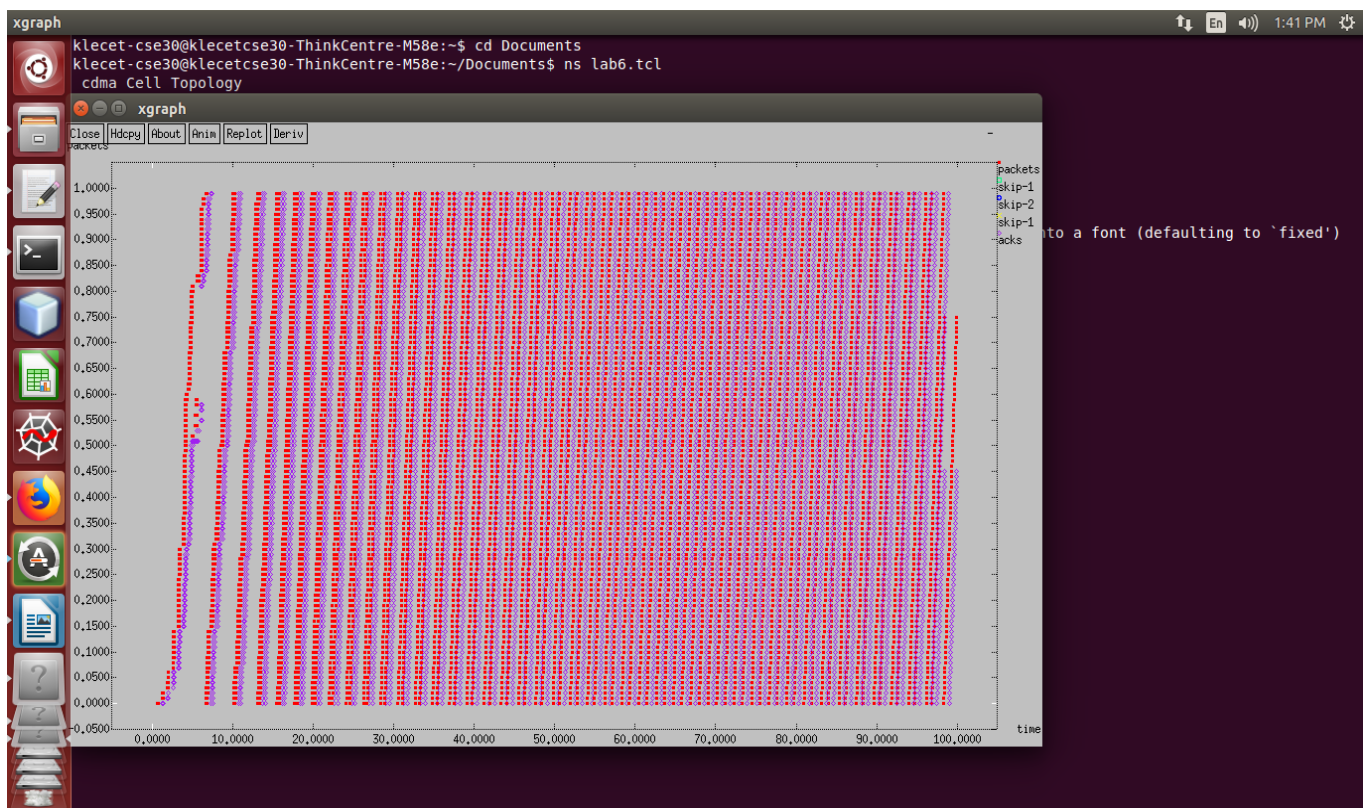 xgraph
En
1:41 PM
klecet-cse30@klecetcse30-ThinkCentre-M58e:~$ cd Documents
klecet-cse30@klecetcse30-ThinkCentre-M58e:~/Documents$ ns lab6.tcl
cdma Cell Topology
xgraph
Close Hdcpy About Anim Replot Deriv
packets
packets
skip-1
skip-2
skip-1
acks
nto a font (defaulting to `fixed')
1.0000
0.9500
0.9000
0.8500
0.8000
0.7500
0.7000
0.6500
0.6000
0.5500
0.5000
0.4500
0.4000
0.3500
0.3000
0.2500
0.2000
0.1500
0.1000
0.0500
0.0000
-0.0500
time
0.0000 10.0000 20.0000 30.0000 40.0000 50.0000 60.0000 70.0000 80.0000 90.0000 100.0000